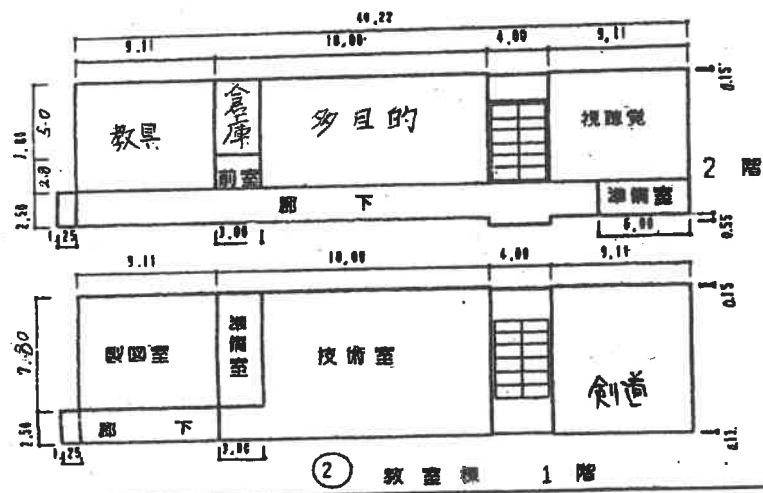 40.22
9.11 18.00 4.00 9.11
0.15
7.80 5.0
教具 倉庫 多目的 視聴覚
2階
2.8
前室
準備室
廊下
2.50
1.25 3.00 6.00
0.55
9.11 18.00 4.00 9.11
0.15
7.80
製図室 準備室 技術室 剣道
廊下
2.50
1.25 3.00
0.15
② 教室棟 1階